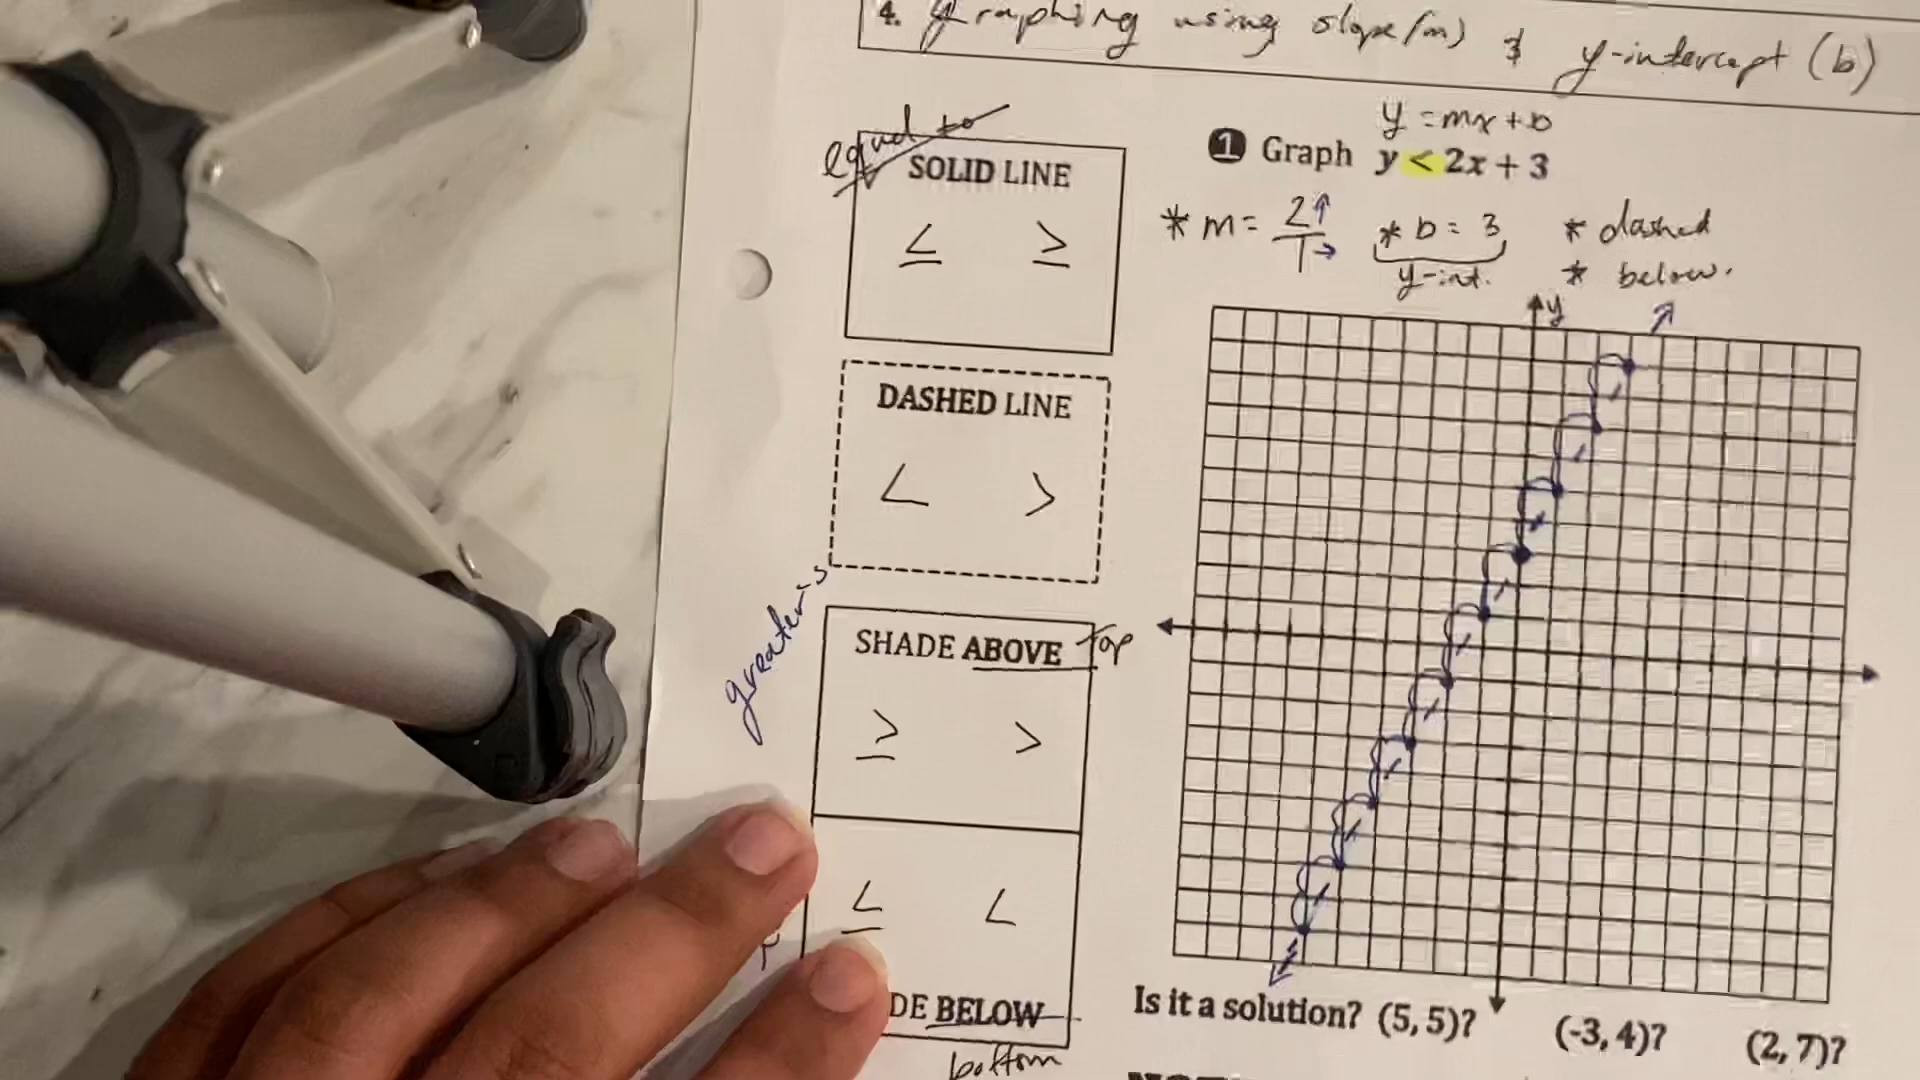 4. Graphing using slope (m) & y-intercept (b)
equal to
SOLID LINE
≤ ≥
DASHED LINE
< >
greater is
SHADE ABOVE top
≥ >
≤ <
DE BELOW
bottom
y = mx + b
1 Graph y < 2x + 3
* m = 2↑/1→ * b = 3 * dashed
y-int. * below.
y
Is it a solution? (5, 5)? (-3, 4)? (2, 7)?